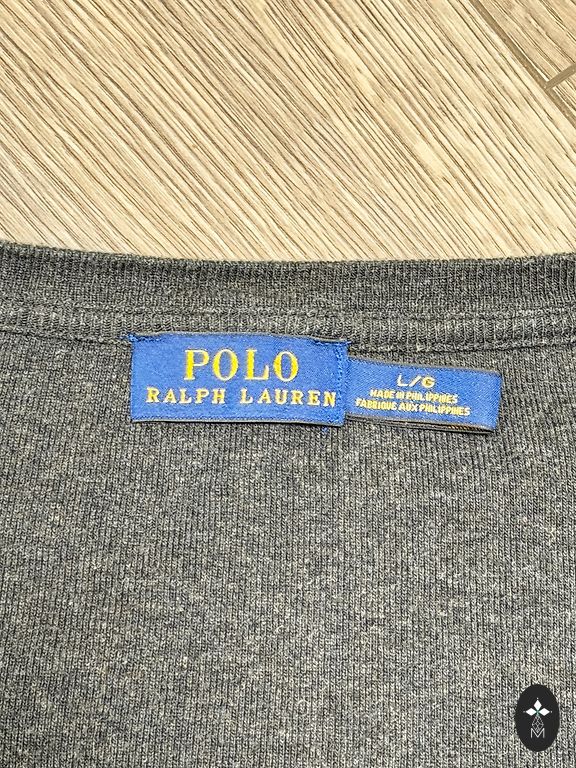 POLO
RALPH LAUREN
L/G
MADE IN PHILIPPINES
FABRIQUE AUX PHILIPPINES
M